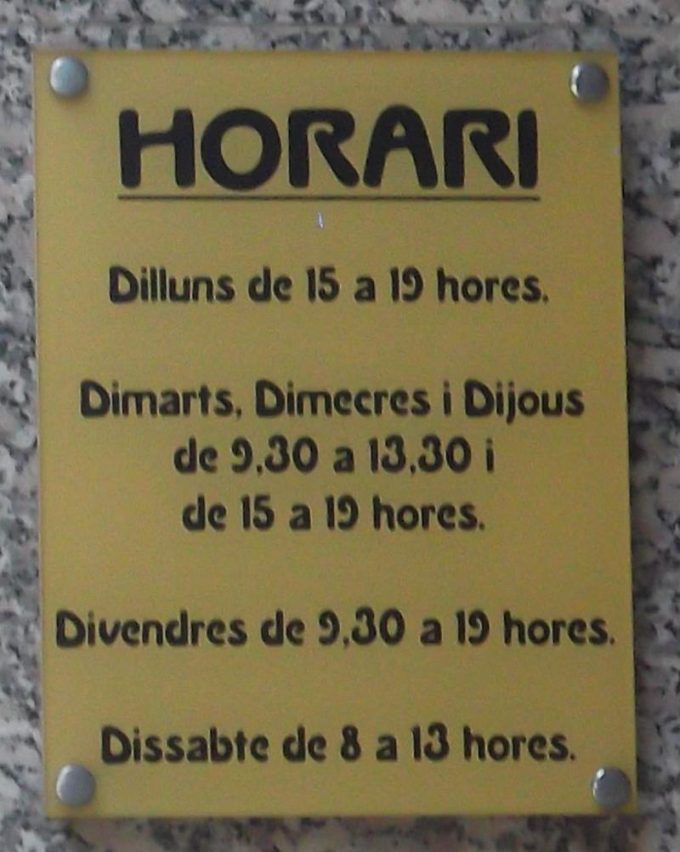 HORARI
Dilluns de 15 a 19 hores.
Dimarts, Dimecres i Dijous
de 9,30 a 13,30 i
de 15 a 19 hores.
Divendres de 9,30 a 19 hores.
Dissabte de 8 a 13 hores.